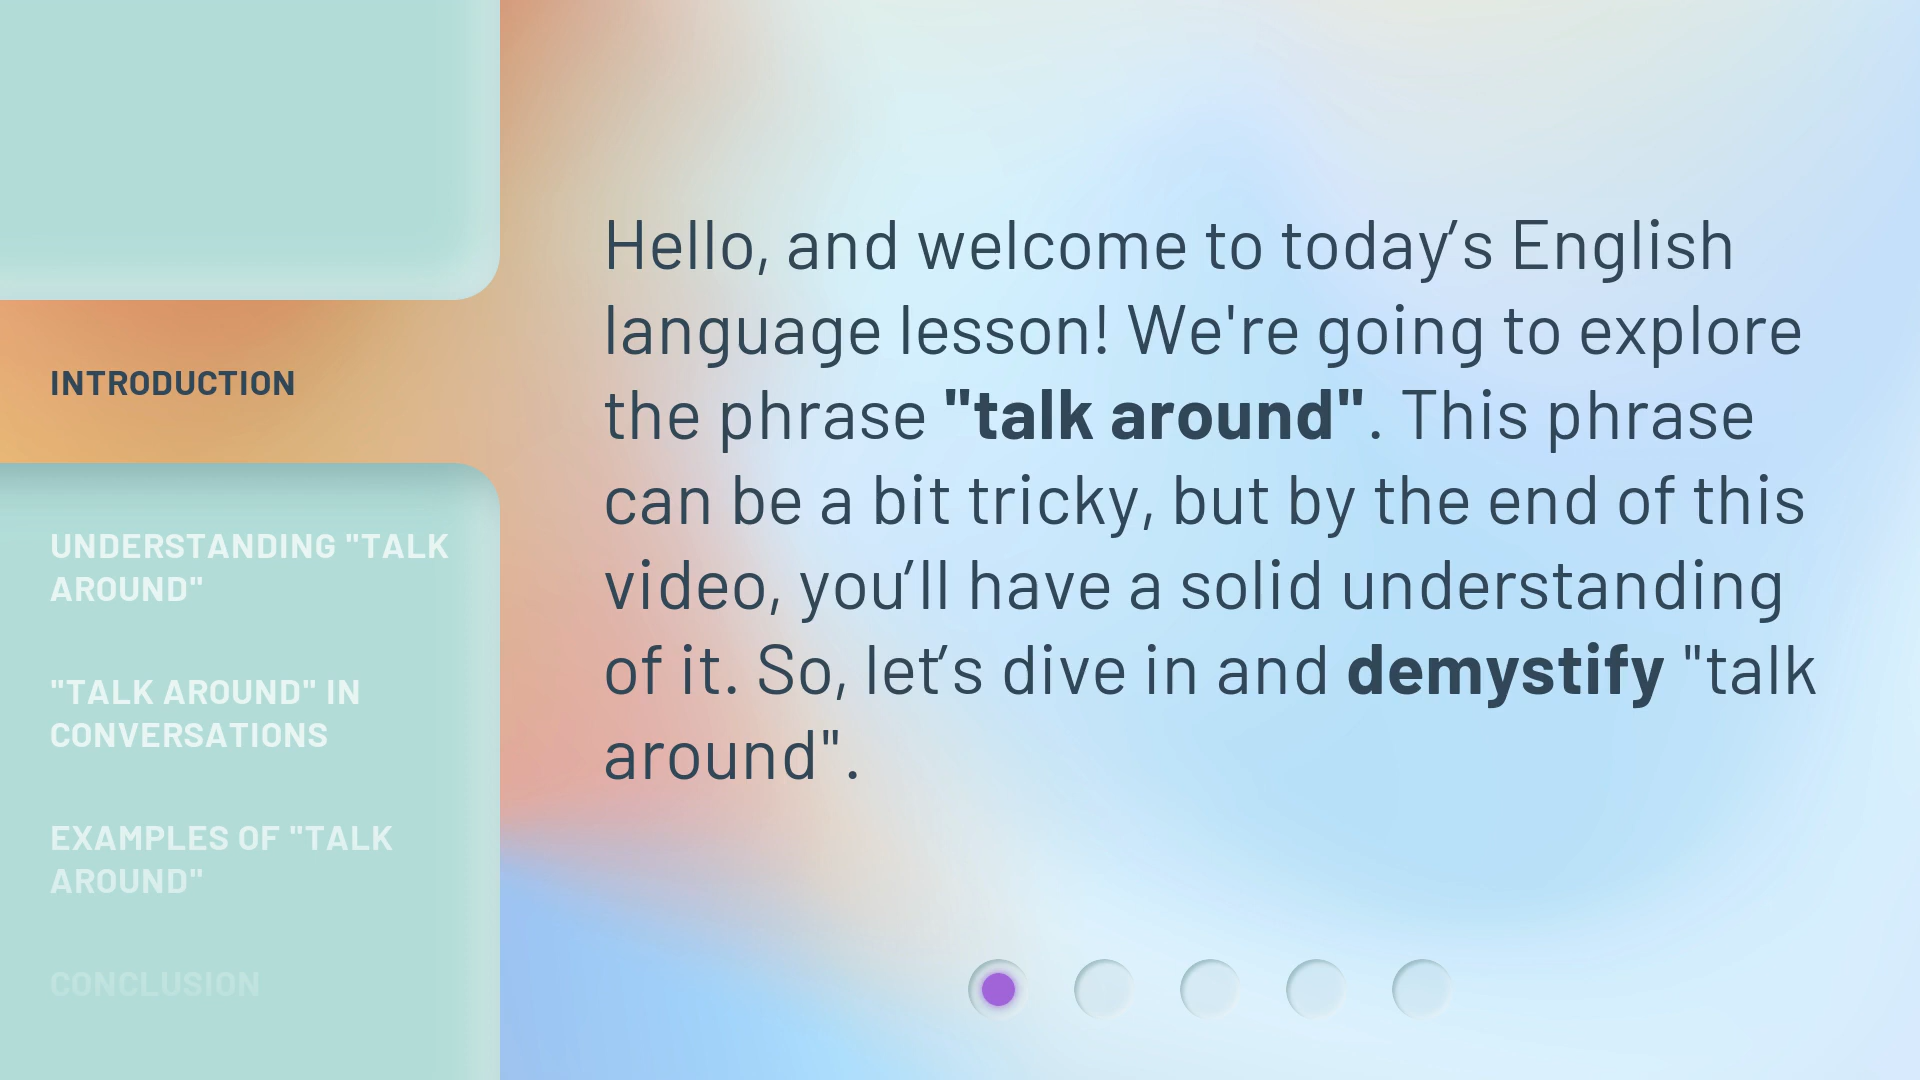 INTRODUCTION
UNDERSTANDING "TALK
AROUND"
"TALK AROUND" IN
CONVERSATIONS
EXAMPLES OF "TALK
AROUND"
CONCLUSION
Hello, and welcome to today’s English
language lesson! We're going to explore
the phrase "talk around". This phrase
can be a bit tricky, but by the end of this
video, you’ll have a solid understanding
of it. So, let’s dive in and demystify "talk
around".